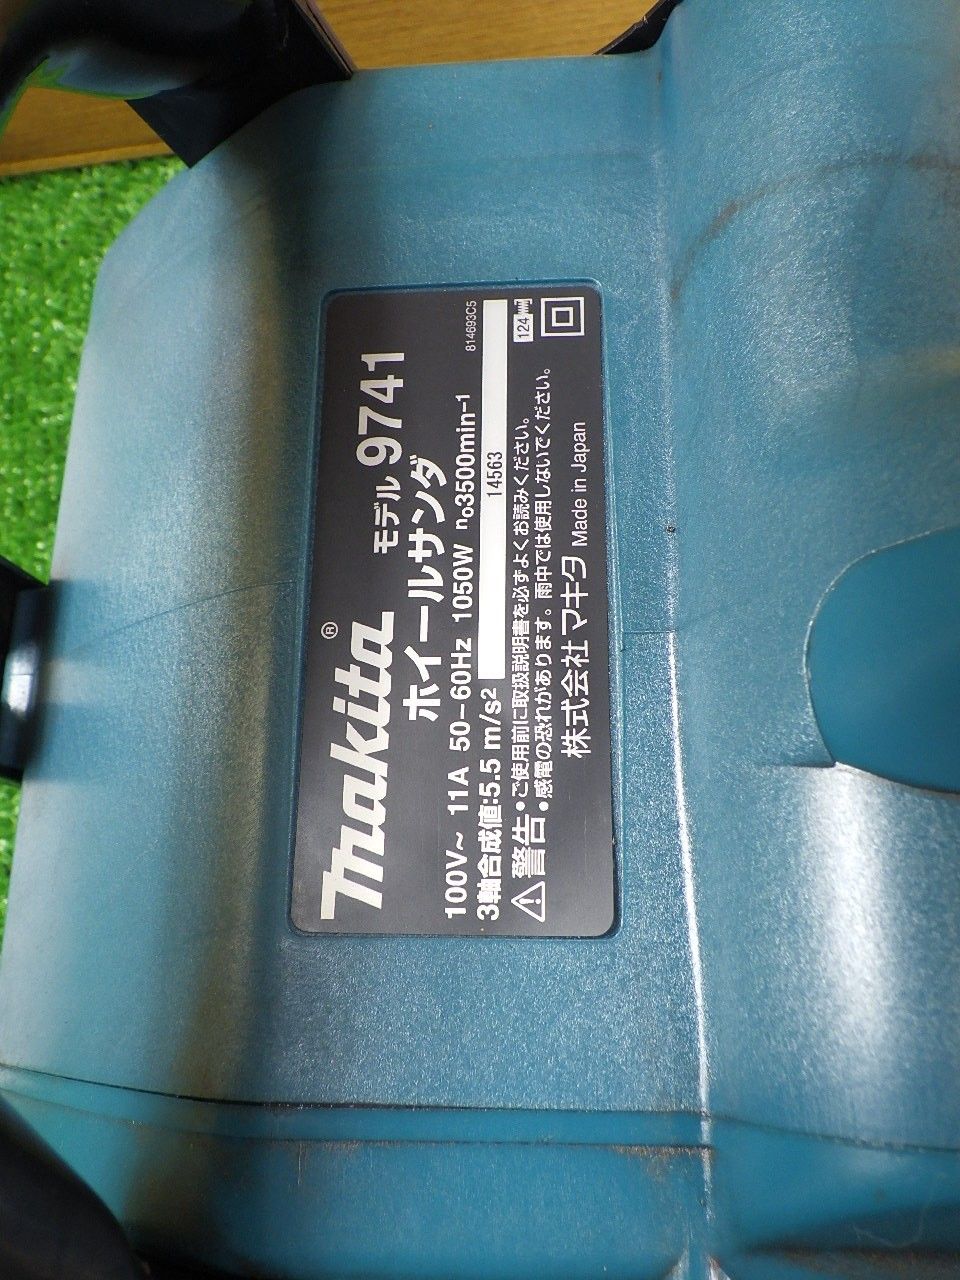 makita® モデル 9741
ホイールサンダ
100V～ 11A 50-60Hz 1050W n₀3500min⁻¹
814693C5
3軸合成値:5.5 m/s² 14563
⚠警告 •ご使用前に取扱説明書を必ずよくお読みください。
•感電の恐れがあります。雨中では使用しないでください。
124
株式会社マキタ Made in Japan